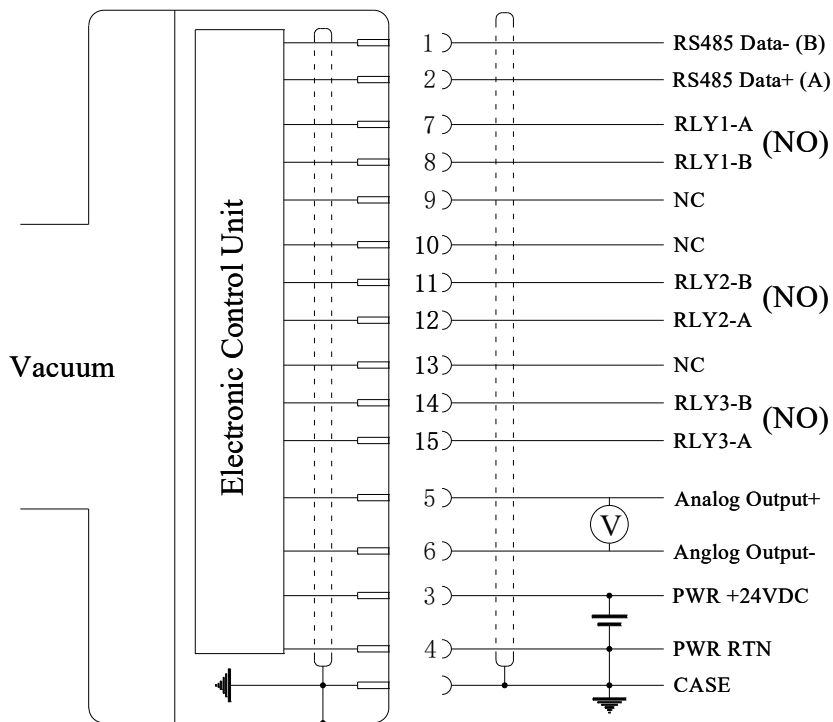 1 RS485 Data- (B)
2 RS485 Data+ (A)
7 RLY1-A
(NO)
8 RLY1-B
9 NC
10 NC
11 RLY2-B
(NO)
12 RLY2-A
13 NC
14 RLY3-B
(NO)
15 RLY3-A
5 Analog Output+
V
6 Anglog Output-
3 PWR +24VDC
4 PWR RTN
CASE
Electronic Control Unit
Vacuum